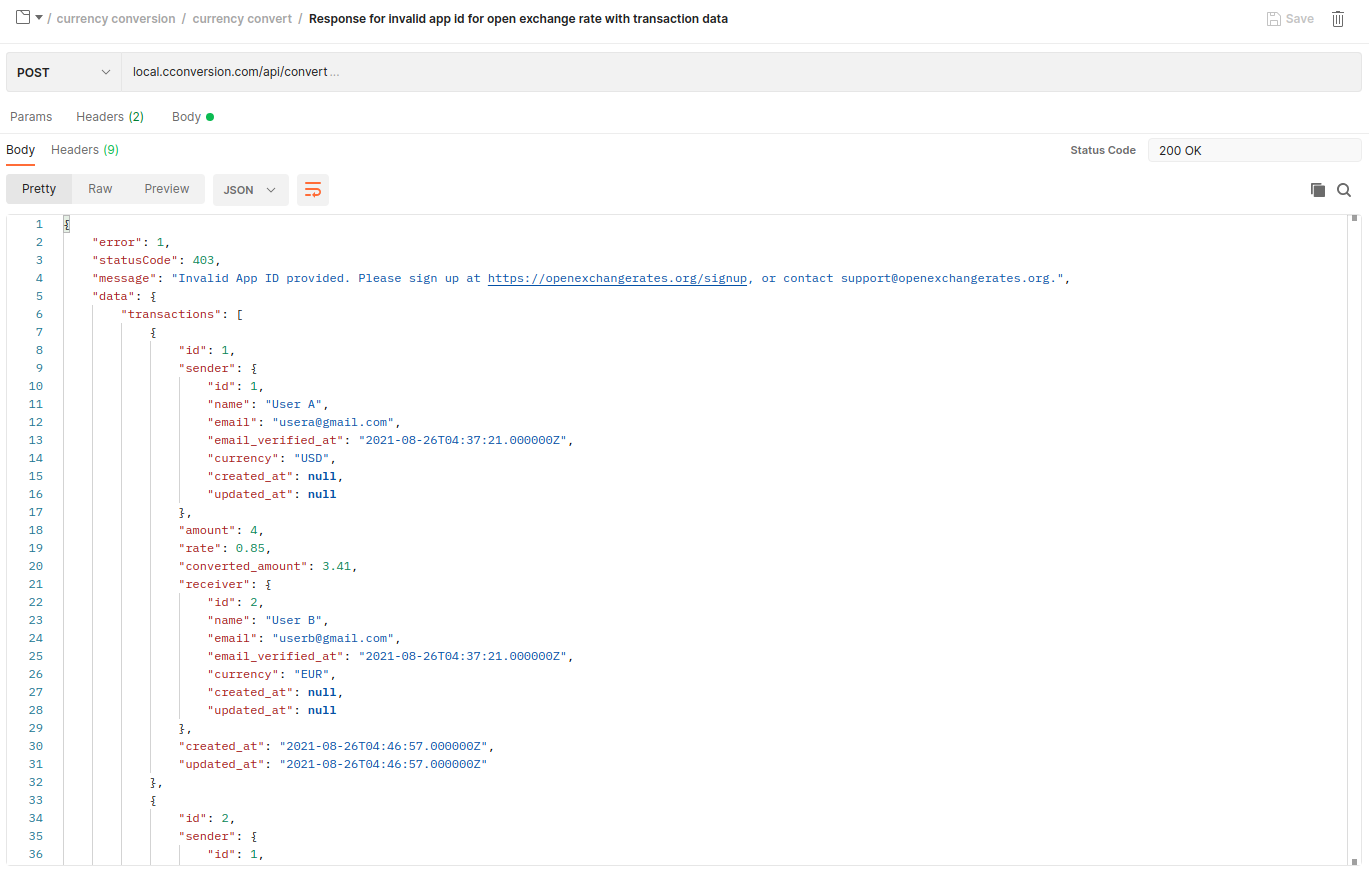 / currency conversion / currency convert / Response for invalid app id for open exchange rate with transaction data Save
POST local.cconversion.com/api/convert ...
Params Headers (2) Body
Body Headers (9) Status Code 200 OK
Pretty Raw Preview JSON
1 {
2 "error": 1,
3 "statusCode": 403,
4 "message": "Invalid App ID provided. Please sign up at https://openexchangerates.org/signup, or contact support@openexchangerates.org.",
5 "data": {
6 "transactions": [
7 {
8 "id": 1,
9 "sender": {
10 "id": 1,
11 "name": "User A",
12 "email": "usera@gmail.com",
13 "email_verified_at": "2021-08-26T04:37:21.000000Z",
14 "currency": "USD",
15 "created_at": null,
16 "updated_at": null
17 },
18 "amount": 4,
19 "rate": 0.85,
20 "converted_amount": 3.41,
21 "receiver": {
22 "id": 2,
23 "name": "User B",
24 "email": "userb@gmail.com",
25 "email_verified_at": "2021-08-26T04:37:21.000000Z",
26 "currency": "EUR",
27 "created_at": null,
28 "updated_at": null
29 },
30 "created_at": "2021-08-26T04:46:57.000000Z",
31 "updated_at": "2021-08-26T04:46:57.000000Z"
32 },
33 {
34 "id": 2,
35 "sender": {
36 "id": 1,